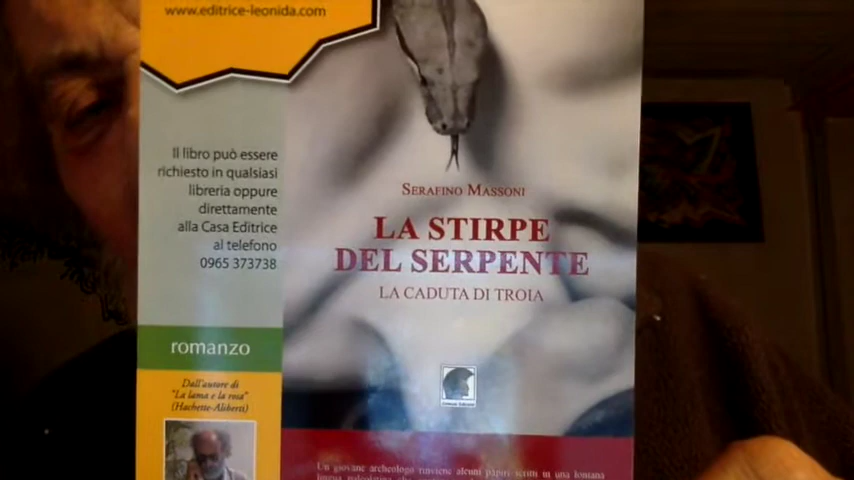 www.editrice-leonida.com
Il libro può essere
richiesto in qualsiasi
libreria oppure
direttamente
alla Casa Editrice
al telefono
0965 373738
romanzo
Dall'autore di
"La lama e la rosa"
(Hachette-Aliberti)
SERAFINO MASSONI
LA STIRPE
DEL SERPENTE
LA CADUTA DI TROIA
Un giovane archeologo rinviene alcuni papiri scritti in una lontana